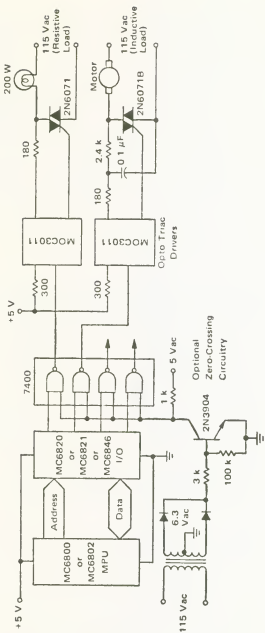 +5 V
MC6800
or
MC6802
MPU
Address
Data
MC6820
or
MC6821
or
MC6846
I/O
7400
+5 V
300
300
MOC3011
MOC3011
Opto Triac
Drivers
180
200 W
115 Vac
(Resistive
Load)
2N6071
180
2.4 k
0.1 µF
Motor
115 Vac
(Inductive
Load)
2N6071B
115 Vac
6.3
Vac
3 k
100 k
1 k
5 Vac
2N3904
Optional
Zero-Crossing
Circuitry